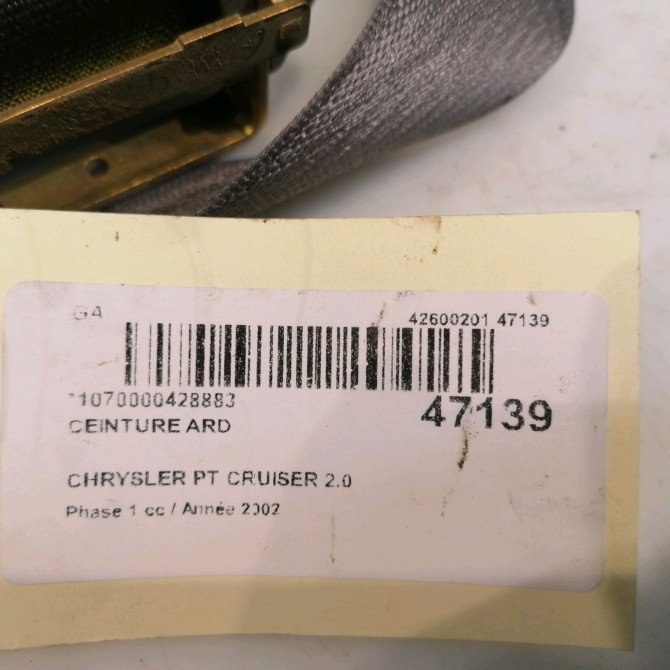 GA
42600201 47139
*1070000428883
47139
CEINTURE ARD
CHRYSLER PT CRUISER 2.0
Phase 1 cc / Année 2002